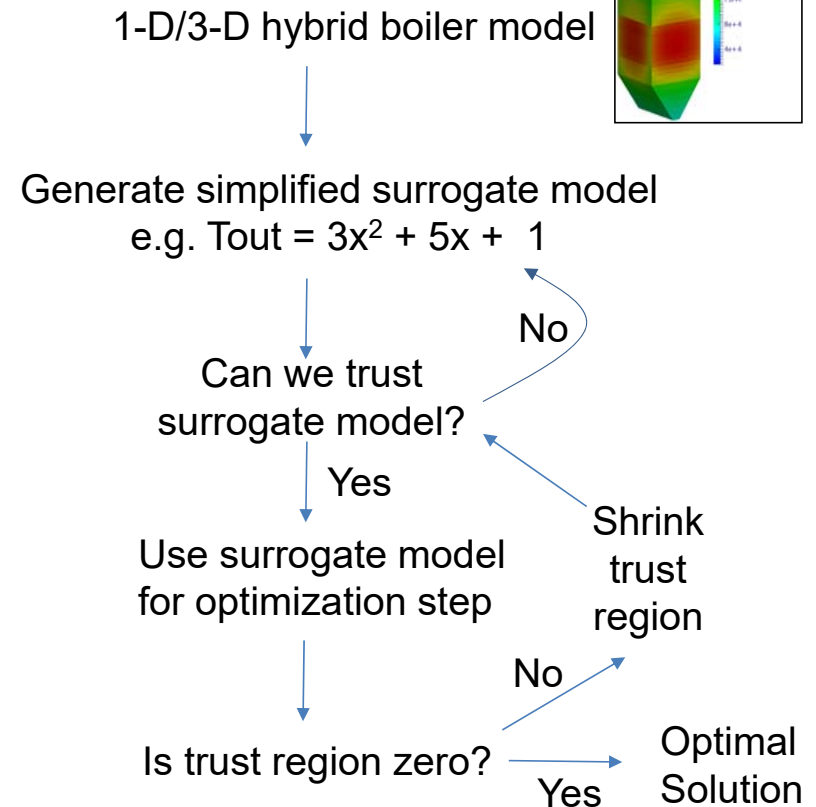 1-D/3-D hybrid boiler model
Generate simplified surrogate model
e.g. Tout = 3x² + 5x + 1
No
Can we trust
surrogate model?
Yes
Use surrogate model
for optimization step
Shrink
trust
region
No
Is trust region zero?
Yes
Optimal
Solution